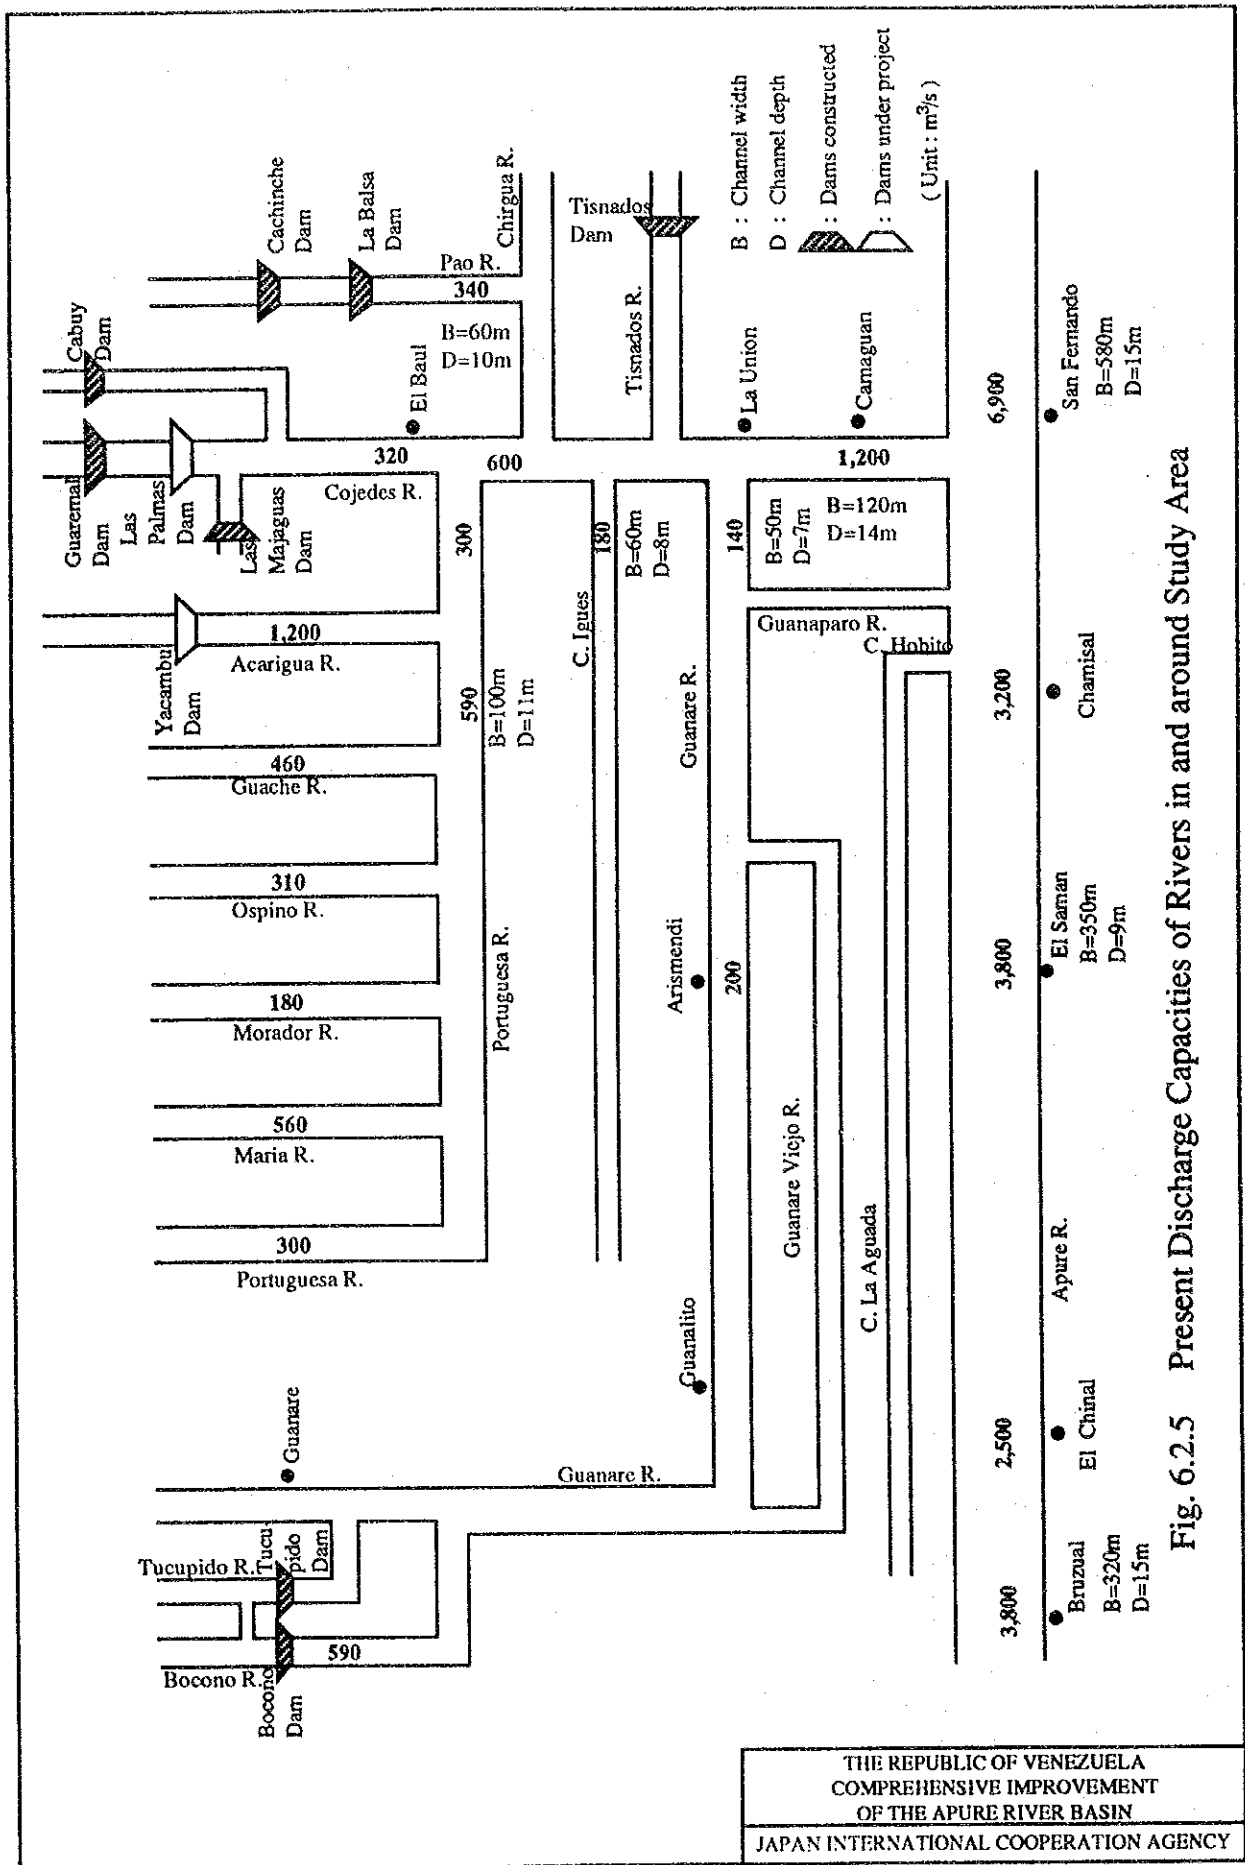 Cabuy
Dam
Cachinche
Dam
La Balsa
Dam
Guaremal
Dam
Las
Palmas
Dam
Las
Majaguas
Dam
Yacambu
Dam
Pao R.
340
Chirgua R.
B=60m
D=10m
El Baul
320
Cojedes R.
600
300
1,200
Acarigua R.
590
B=100m
D=11m
460
Guache R.
310
Ospino R.
180
Morador R.
560
Maria R.
300
Portuguesa R.
Portuguesa R.
Tisnados
Dam
Tisnados R.
C. Igues
180
B=60m
D=8m
Guanare R.
140
B=50m
D=7m
B=120m
D=14m
1,200
La Union
Camaguan
B : Channel width
D : Channel depth
: Dams constructed
: Dams under project
( Unit : m³/s )
Guanaparo R.
C. Hobito
Arismendi
200
Guanare Viejo R.
C. La Aguada
Guanalito
Guanare
Guanare R.
Tucupido R.
Tucu-
pido
Dam
Bocono R.
Bocono
Dam
590
6,900
San Fernando
B=580m
D=15m
3,200
Chamisal
3,800
El Saman
B=350m
D=9m
Apure R.
2,500
El Chinal
3,800
Bruzual
B=320m
D=15m
Fig. 6.2.5 Present Discharge Capacities of Rivers in and around Study Area
THE REPUBLIC OF VENEZUELA
COMPREHENSIVE IMPROVEMENT
OF THE APURE RIVER BASIN
JAPAN INTERNATIONAL COOPERATION AGENCY